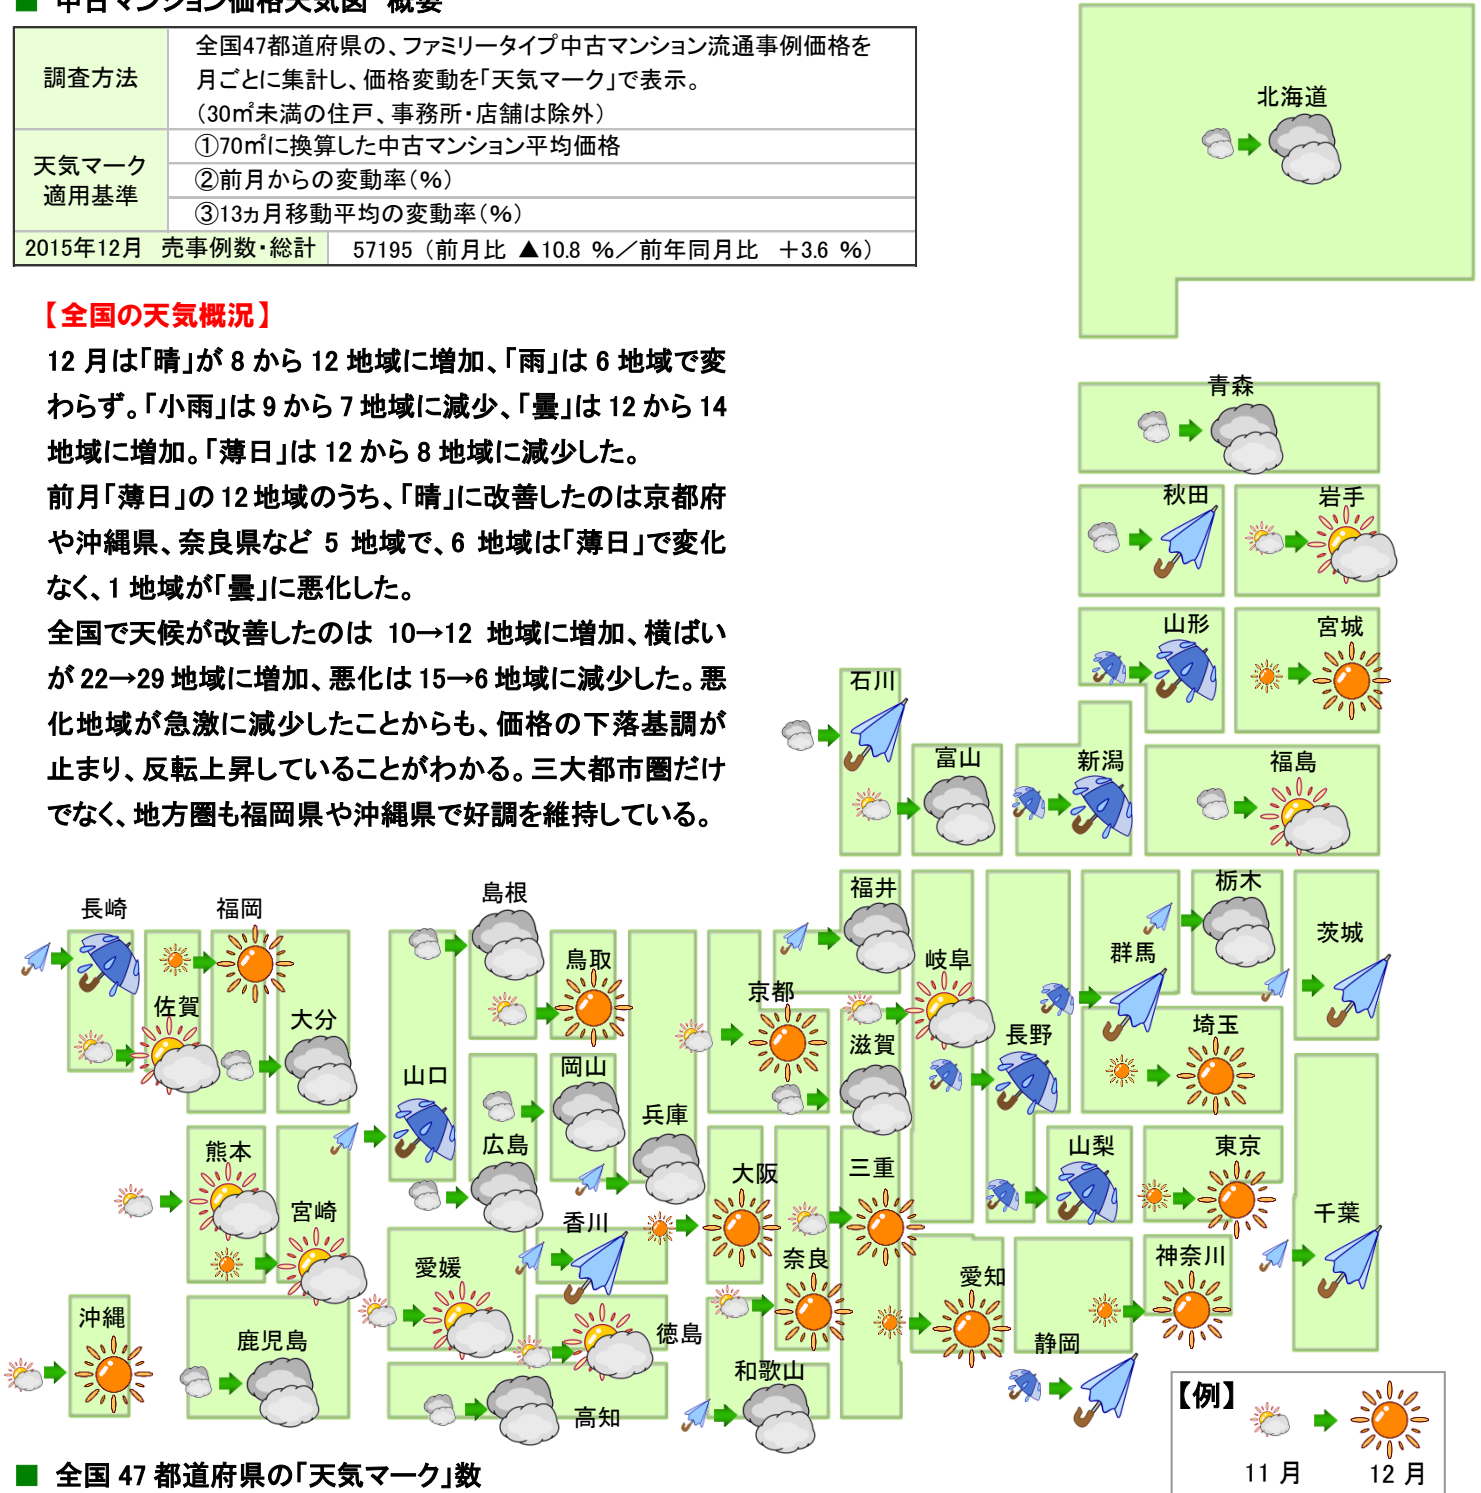 ■ 中古マンション価格天気図 概要
調査方法
全国47都道府県の、ファミリータイプ中古マンション流通事例価格を
月ごとに集計し、価格変動を「天気マーク」で表示。
（30㎡未満の住戸、事務所・店舗は除外）
天気マーク
適用基準
①70㎡に換算した中古マンション平均価格
②前月からの変動率（％）
③13ヵ月移動平均の変動率（％）
2015年12月 売事例数・総計 57195（前月比 ▲10.8 ％／前年同月比 ＋3.6 ％）
【全国の天気概況】
12 月は「晴」が 8 から 12 地域に増加、「雨」は 6 地域で変
わらず。「小雨」は 9 から 7 地域に減少、「曇」は 12 から 14
地域に増加。「薄日」は 12 から 8 地域に減少した。
前月「薄日」の 12 地域のうち、「晴」に改善したのは京都府
や沖縄県、奈良県など 5 地域で、6 地域は「薄日」で変化
なく、1 地域が「曇」に悪化した。
全国で天候が改善したのは 10→12 地域に増加、横ばい
が 22→29 地域に増加、悪化は 15→6 地域に減少した。悪
化地域が急激に減少したことからも、価格の下落基調が
止まり、反転上昇していることがわかる。三大都市圏だけ
でなく、地方圏も福岡県や沖縄県で好調を維持している。
北海道
青森
秋田
岩手
山形
宮城
石川
富山
新潟
福島
長崎
福岡
島根
福井
栃木
茨城
佐賀
大分
鳥取
京都
岐阜
群馬
山口
岡山
兵庫
滋賀
長野
埼玉
熊本
宮崎
広島
大阪
三重
山梨
東京
千葉
香川
愛媛
奈良
愛知
神奈川
沖縄
鹿児島
徳島
静岡
高知
和歌山
【例】
11 月
12 月
■ 全国 47 都道府県の「天気マーク」数